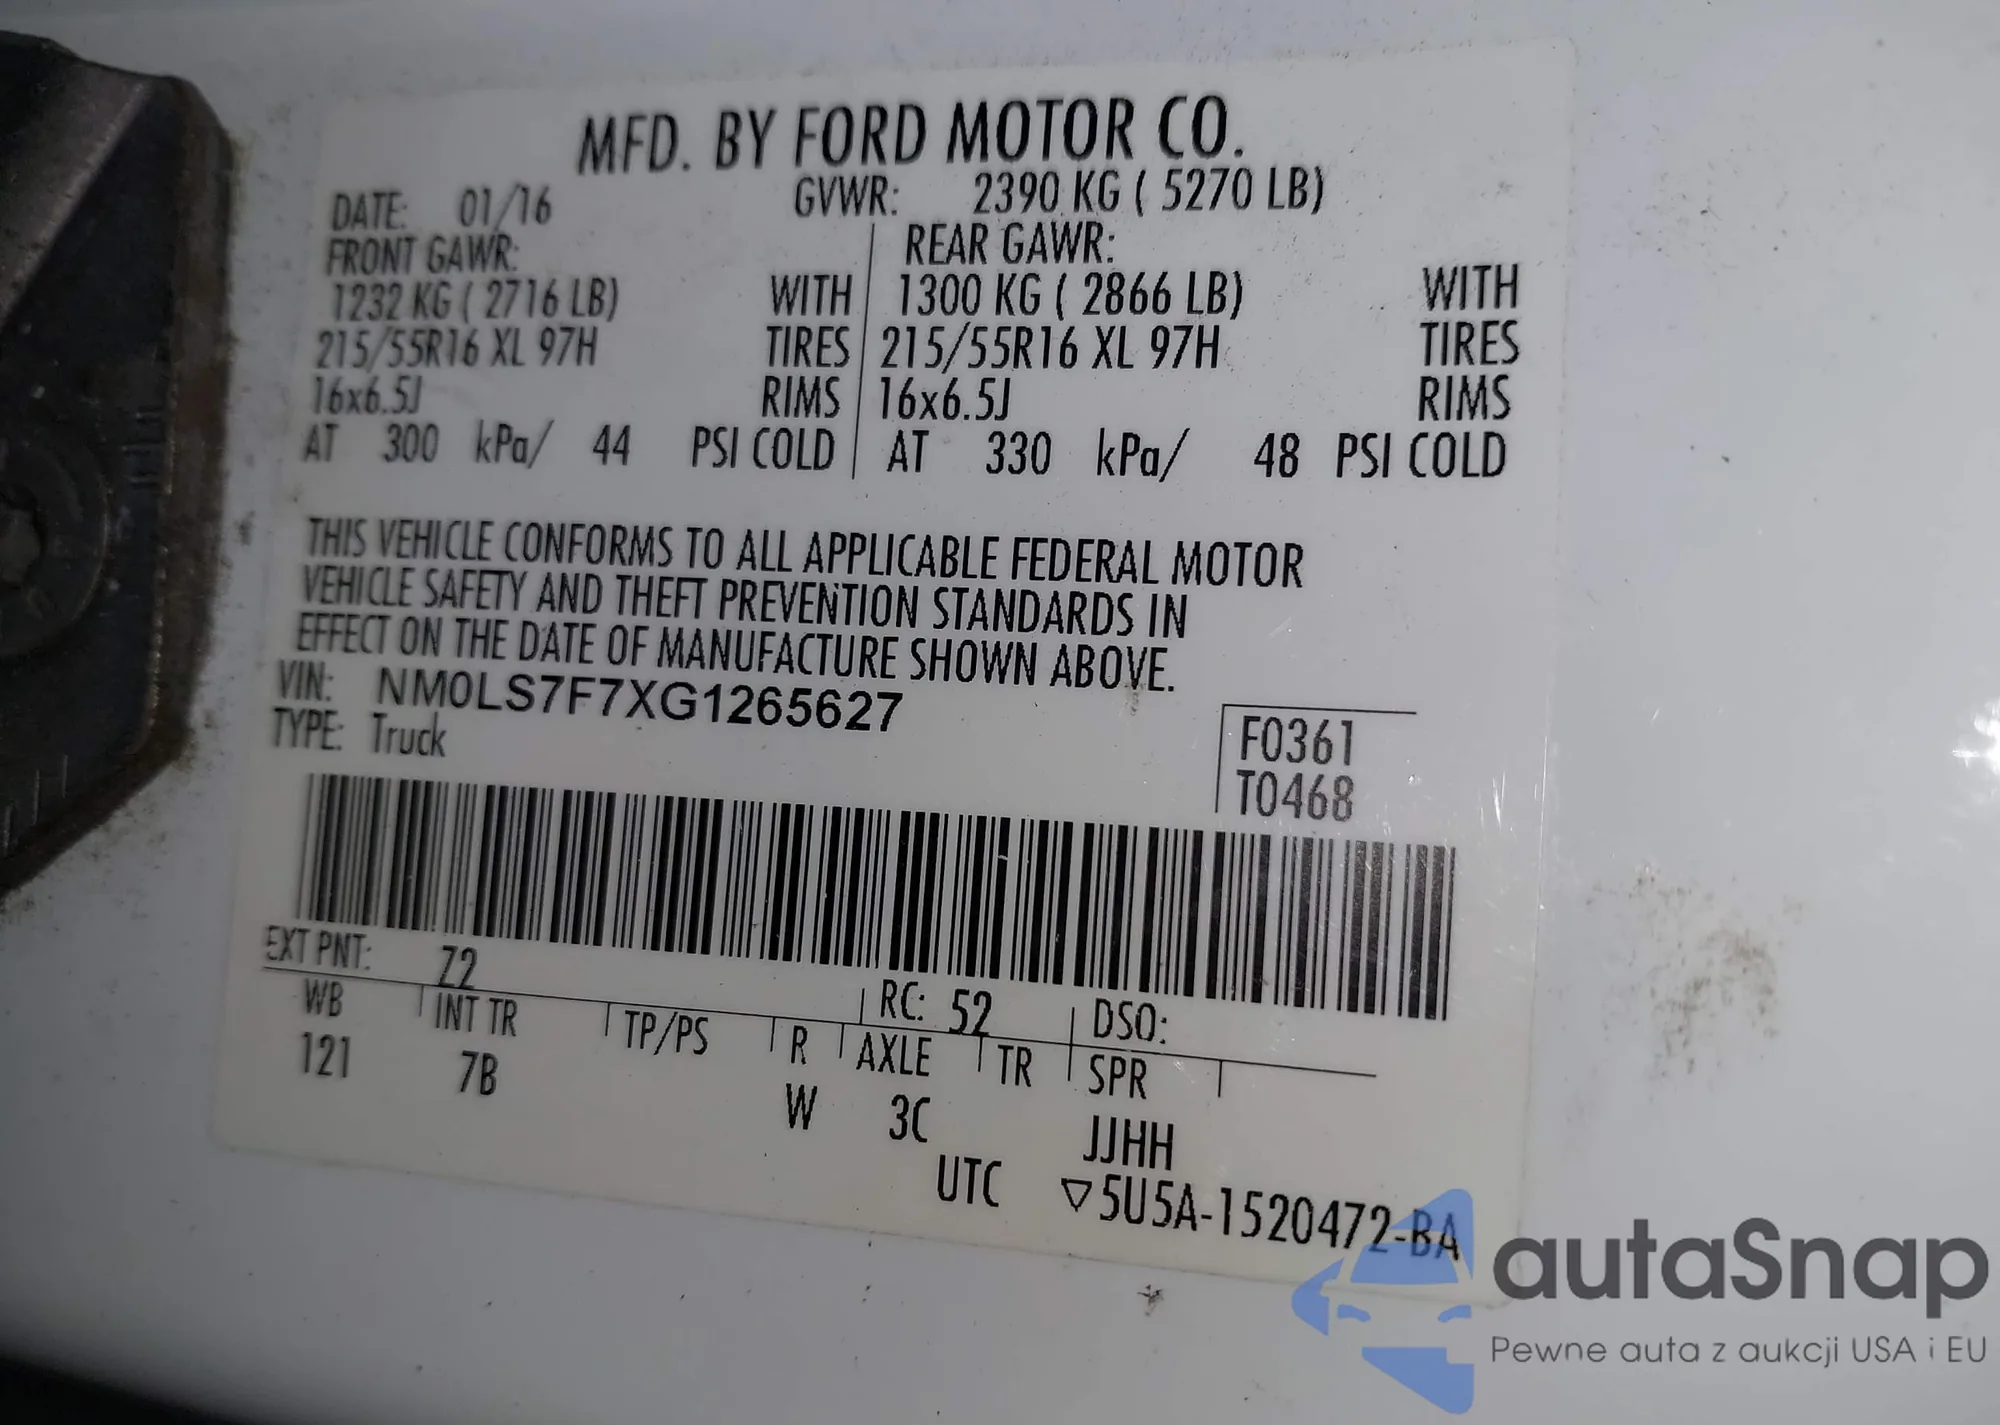 MFD. BY FORD MOTOR CO.
DATE: 01/16 GVWR: 2390 KG ( 5270 LB)
FRONT GAWR: REAR GAWR:
1232 KG ( 2716 LB) WITH 1300 KG ( 2866 LB) WITH
215/55R16 XL 97H TIRES 215/55R16 XL 97H TIRES
16x6.5J RIMS 16x6.5J RIMS
AT 300 kPa/ 44 PSI COLD AT 330 kPa/ 48 PSI COLD
THIS VEHICLE CONFORMS TO ALL APPLICABLE FEDERAL MOTOR
VEHICLE SAFETY AND THEFT PREVENTION STANDARDS IN
EFFECT ON THE DATE OF MANUFACTURE SHOWN ABOVE.
VIN: NM0LS7F7XG1265627
TYPE: Truck
F0361
T0468
EXT PNT: Z2 RC: 52 DSO:
WB INT TR TP/PS R AXLE TR SPR
121 7B W 3C JJHH
UTC ▽5U5A-1520472-BA
autaSnap
Pewne auta z aukcji USA i EU